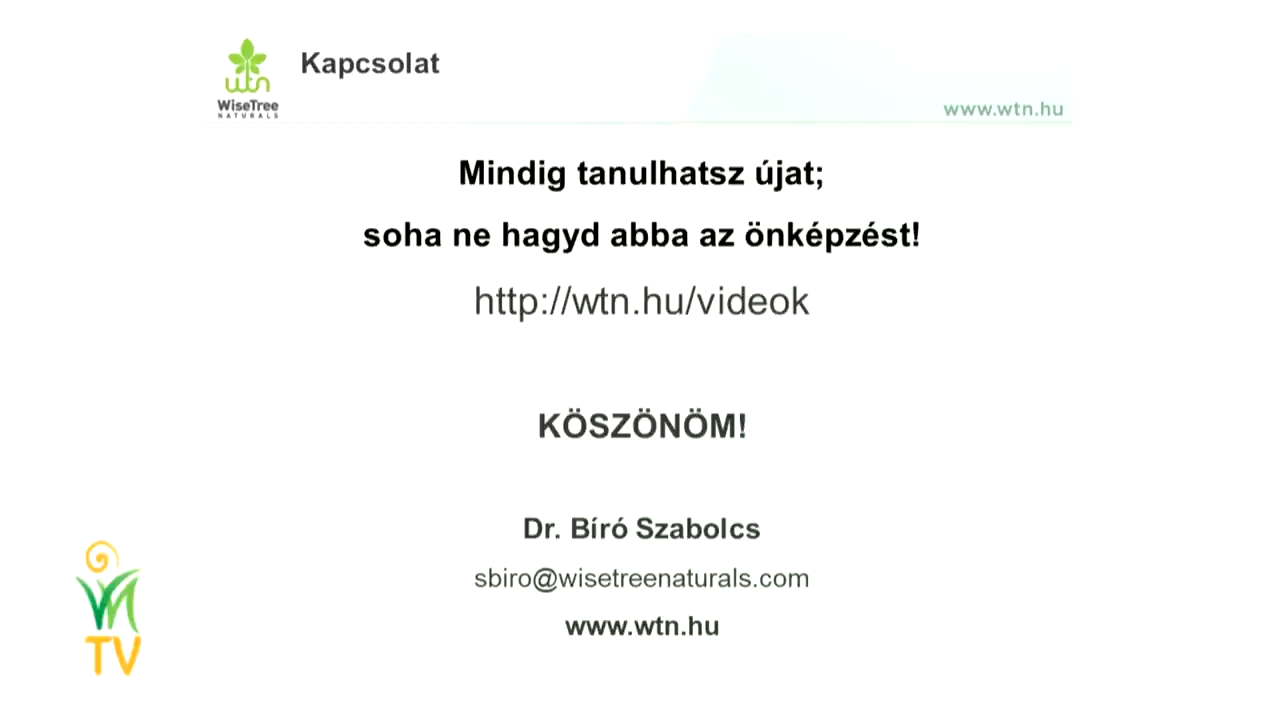 wtn
WiseTree
NATURALS
Kapcsolat
www.wtn.hu
Mindig tanulhatsz újat;
soha ne hagyd abba az önképzést!
http://wtn.hu/videok
KÖSZÖNÖM!
Dr. Bíró Szabolcs
sbiro@wisetreenaturals.com
www.wtn.hu
TV